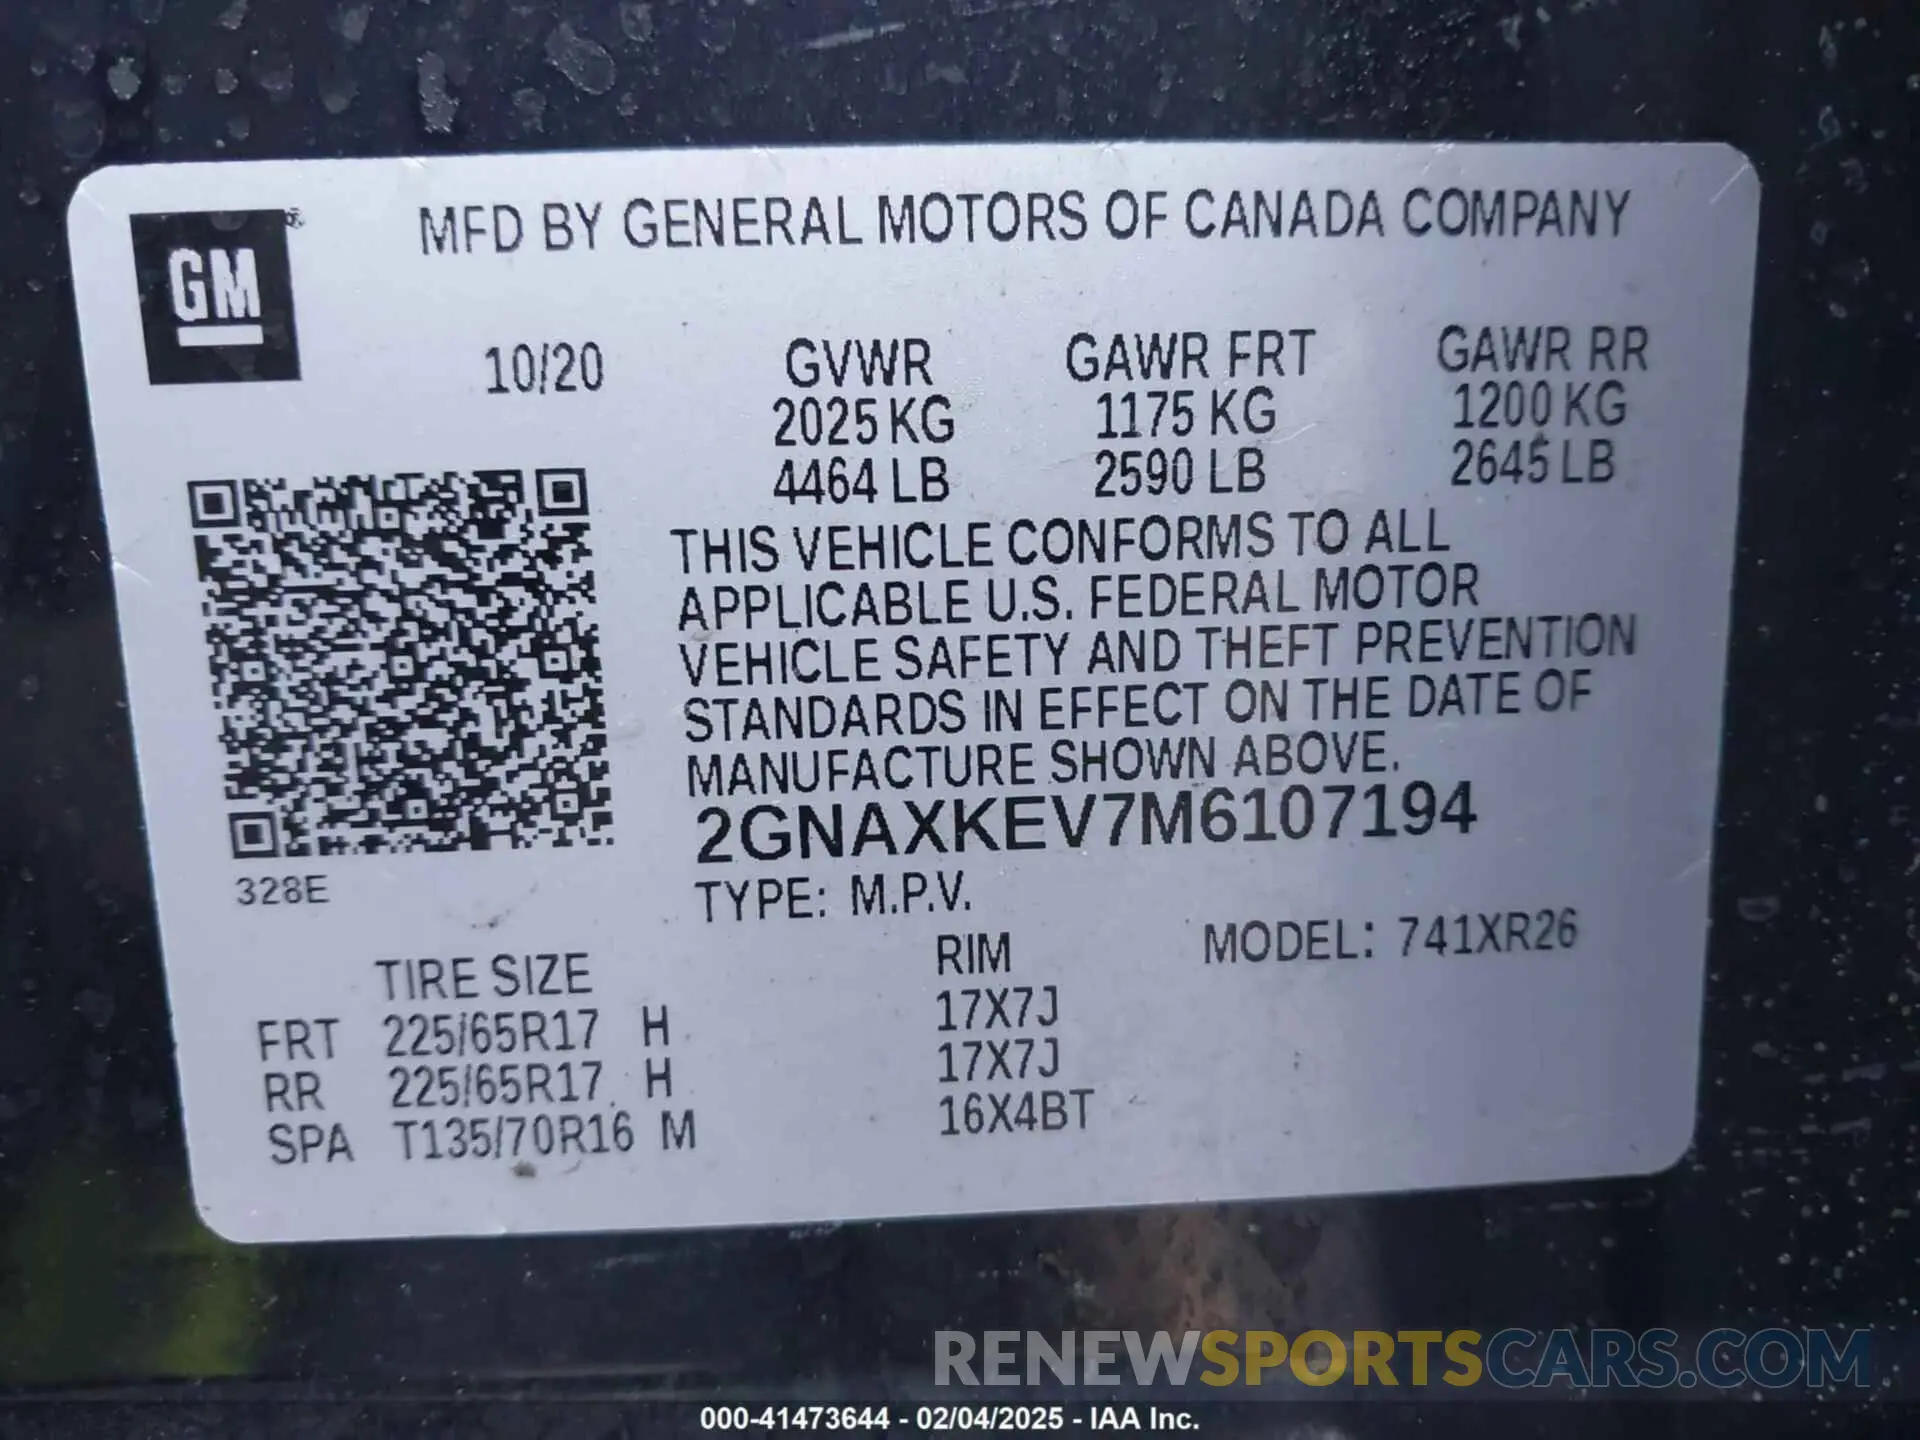 GM
MFD BY GENERAL MOTORS OF CANADA COMPANY
10/20
GVWR GAWR FRT GAWR RR
2025 KG 1175 KG 1200 KG
4464 LB 2590 LB 2645 LB
THIS VEHICLE CONFORMS TO ALL
APPLICABLE U.S. FEDERAL MOTOR
VEHICLE SAFETY AND THEFT PREVENTION
STANDARDS IN EFFECT ON THE DATE OF
MANUFACTURE SHOWN ABOVE.
2GNAXKEV7M6107194
328E
TYPE: M.P.V.
MODEL: 741XR26
TIRE SIZE RIM
FRT 225/65R17 H 17X7J
RR 225/65R17 H 17X7J
SPA T135/70R16 M 16X4BT
RENEWSPORTSCARS.COM
000-41473644 - 02/04/2025 - IAA Inc.